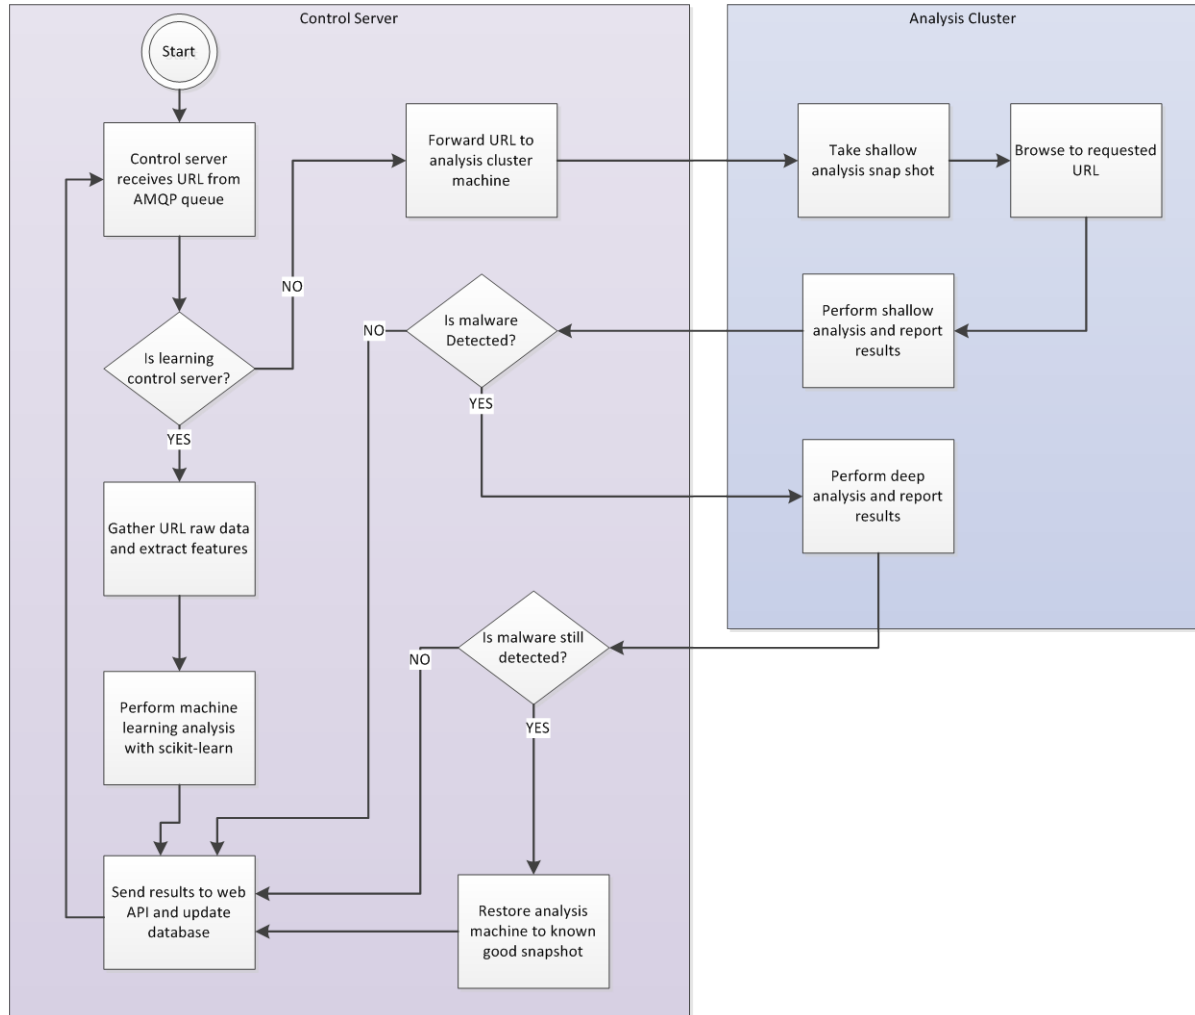 Control Server
Analysis Cluster
Start
Control server
receives URL from
AMQP queue
Forward URL to
analysis cluster
machine
Take shallow
analysis snap shot
Browse to requested
URL
NO
Is learning
control server?
YES
Is malware
Detected?
NO
YES
Perform shallow
analysis and report
results
Perform deep
analysis and report
results
Gather URL raw data
and extract features
Is malware still
detected?
NO
YES
Perform machine
learning analysis
with scikit-learn
Send results to web
API and update
database
Restore analysis
machine to known
good snapshot